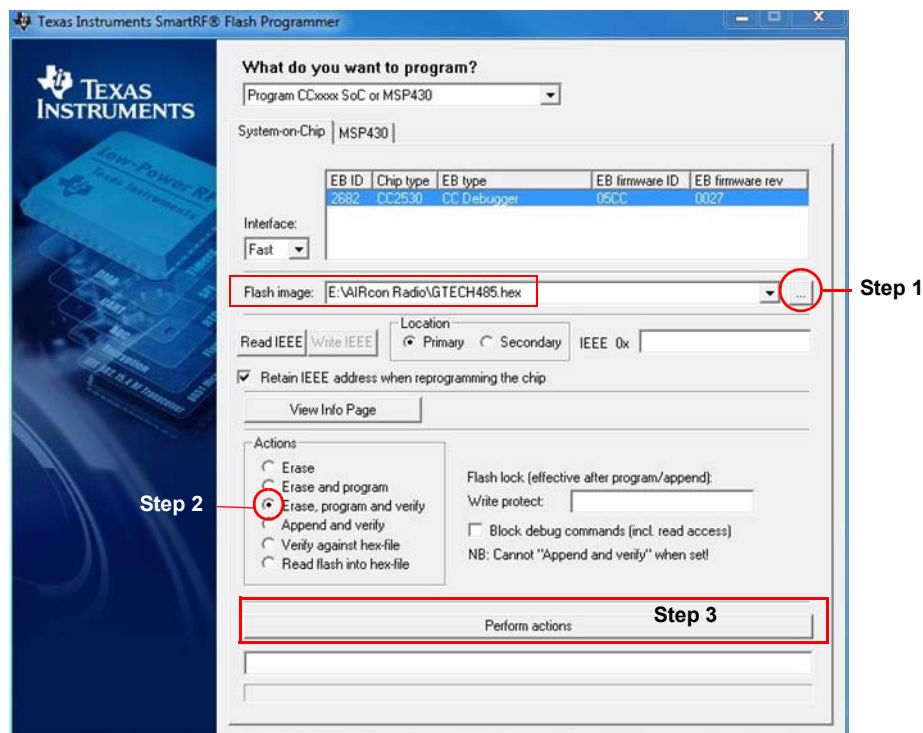 Texas Instruments SmartRF® Flash Programmer
TEXAS
INSTRUMENTS
Low-Power RF
Texas Instruments
What do you want to program?
Program CCxxxx SoC or MSP430
System-on-Chip MSP430
EB ID Chip type EB type EB firmware ID EB firmware rev
2682 CC2530 CC Debugger 05CC 0027
Interface:
Fast
Flash image: E:\AIRcon Radio\GTECH485.hex ...
Step 1
Read IEEE Write IEEE
Location
Primary Secondary
IEEE 0x
Retain IEEE address when reprogramming the chip
View Info Page
Actions
Erase
Erase and program
Step 2
Erase, program and verify
Append and verify
Verify against hex-file
Read flash into hex-file
Flash lock (effective after program/append):
Write protect:
Block debug commands (incl. read access)
NB: Cannot "Append and verify" when set!
Step 3
Perform actions